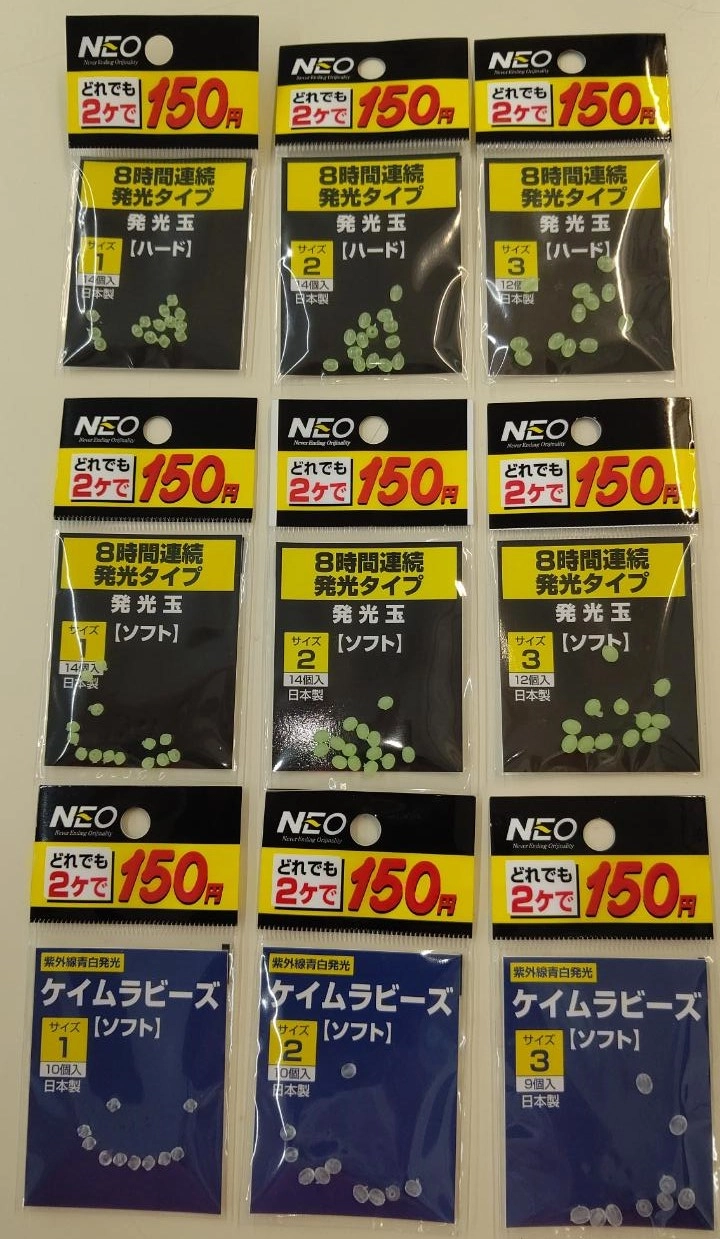 NEO
Never Ending Originality
どれでも
2ケで
150円
8時間連続
発光タイプ
発光玉
サイズ
1
【ハード】
14個入
日本製
NEO
Never Ending Originality
どれでも
2ケで
150円
8時間連続
発光タイプ
発光玉
サイズ
2
【ハード】
14個入
日本製
NEO
Never Ending Originality
どれでも
2ケで
150円
8時間連続
発光タイプ
発光玉
サイズ
3
【ハード】
12個
日本製
NEO
Never Ending Originality
どれでも
2ケで
150円
8時間連続
発光タイプ
発光玉
サイズ
1
【ソフト】
14個入
日本製
NEO
Never Ending Originality
どれでも
2ケで
150円
8時間連続
発光タイプ
発光玉
サイズ
2
【ソフト】
14個入
日本製
NEO
Never Ending Originality
どれでも
2ケで
150円
8時間連続
発光タイプ
発光玉
サイズ
3
【ソフト】
12個入
日本製
NEO
Never Ending Originality
どれでも
2ケで
150円
紫外線青白発光
ケイムラビーズ
サイズ
1
【ソフト】
10個入
日本製
NEO
Never Ending Originality
どれでも
2ケで
150円
紫外線青白発光
ケイムラビーズ
サイズ
2
【ソフト】
10個入
日本製
NEO
Never Ending Originality
どれでも
2ケで
150円
紫外線青白発光
ケイムラビーズ
サイズ
3
【ソフト】
9個入
日本製